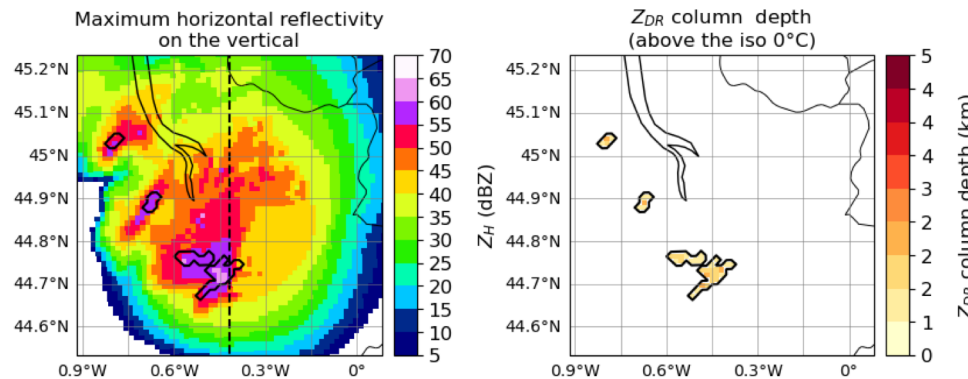 Maximum horizontal reflectivity
on the vertical
45.2°N
45.1°N
45°N
44.9°N
44.8°N
44.7°N
44.6°N
0.9°W
0.6°W
0.3°W
0°
70
65
60
55
50
45
40
35
30
25
20
15
10
5
Z_H (dBZ)
Z_DR column depth
(above the iso 0°C)
45.2°N
45.1°N
45°N
44.9°N
44.8°N
44.7°N
44.6°N
0.9°W
0.6°W
0.3°W
0°
5
4
4
4
3
2
2
2
1
0
Z_DR column depth (km)